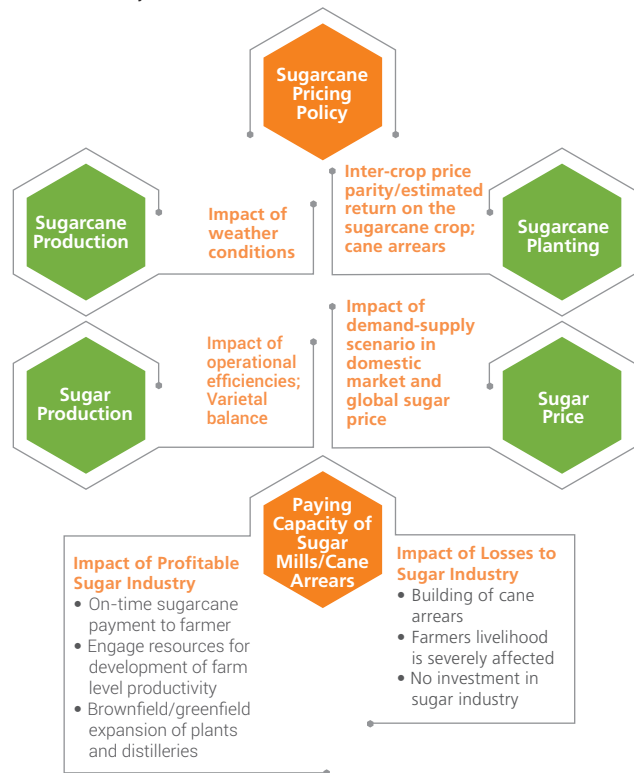 Sugarcane
Pricing
Policy
Sugarcane
Production
Impact of
weather
conditions
Inter-crop price
parity/estimated
return on the
sugarcane crop;
cane arrears
Sugarcane
Planting
Sugar
Production
Impact of
operational
efficiencies;
Varietal
balance
Impact of
demand-supply
scenario in
domestic
market and
global sugar
price
Sugar
Price
Paying
Capacity of
Sugar
Mills/Cane
Arrears
Impact of Profitable
Sugar Industry
• On-time sugarcane
payment to farmer
• Engage resources for
development of farm
level productivity
• Brownfield/greenfield
expansion of plants
and distilleries
Impact of Losses to
Sugar Industry
• Building of cane
arrears
• Farmers livelihood
is severely affected
• No investment in
sugar industry